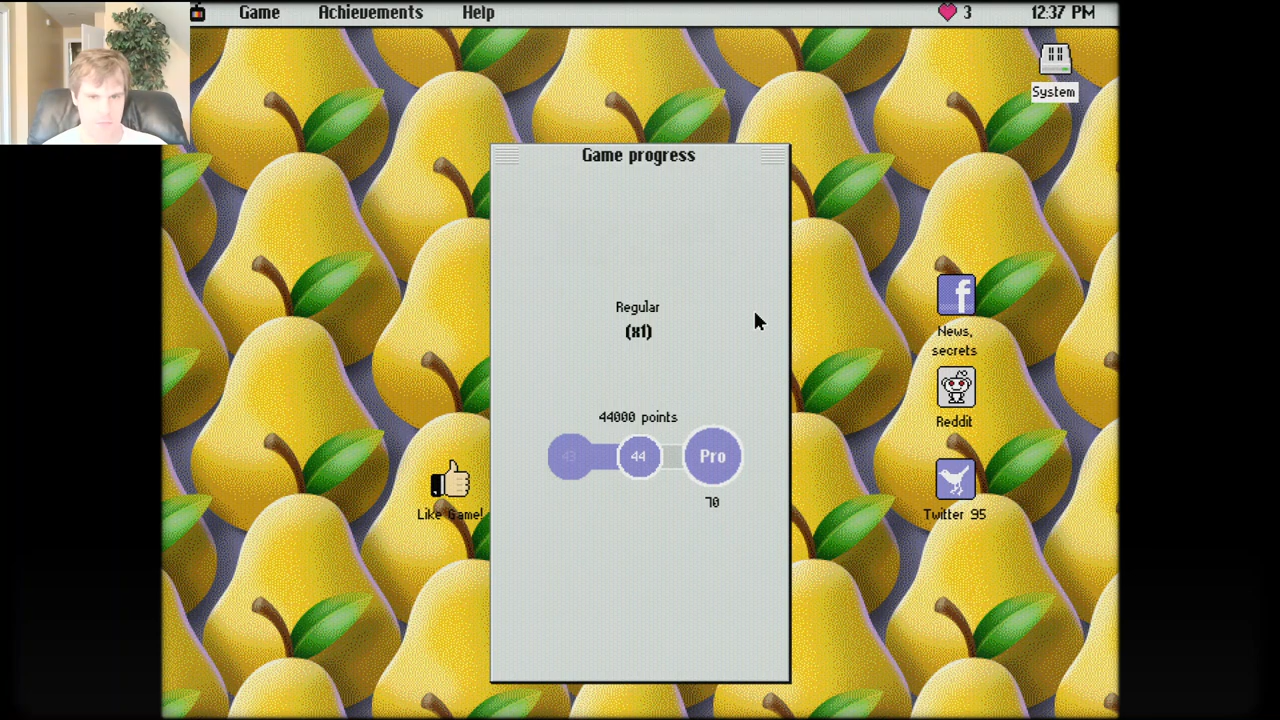 Game Achievements Help 3 12:37 PM
System
Game progress
Regular
(x1)
News,
secrets
44000 points
Reddit
43 44 Pro
70
Like Game!
Twitter 95